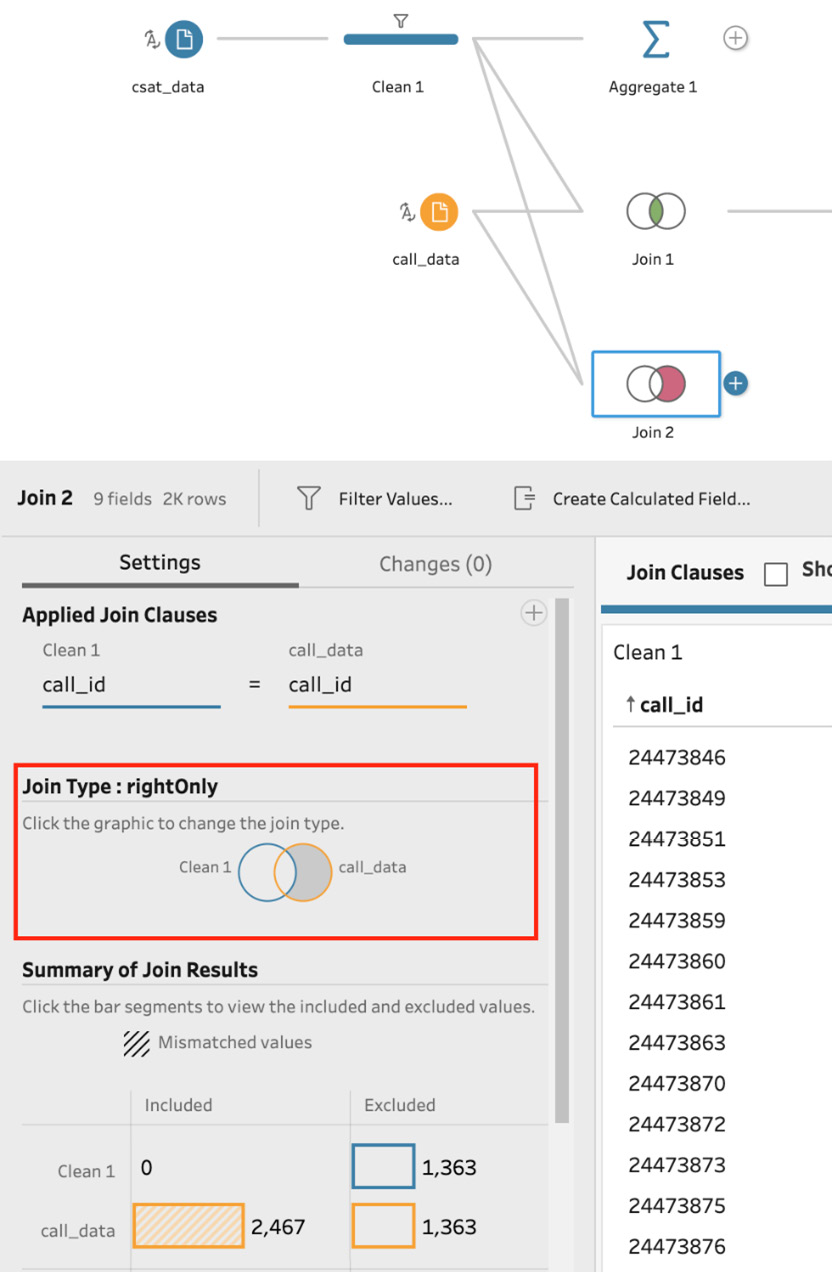 csat_data
Clean 1
Aggregate 1
call_data
Join 1
Join 2
Join 2 9 fields 2K rows Filter Values... Create Calculated Field...
Settings Changes (0)
Join Clauses
Applied Join Clauses
Clean 1 call_data
call_id = call_id
Clean 1
↑ call_id
24473846
24473849
24473851
24473853
24473859
24473860
24473861
24473863
24473870
24473872
24473873
24473875
24473876
Join Type : rightOnly
Click the graphic to change the join type.
Clean 1 call_data
Summary of Join Results
Click the bar segments to view the included and excluded values.
Mismatched values
Included Excluded
Clean 1 0 1,363
call_data 2,467 1,363